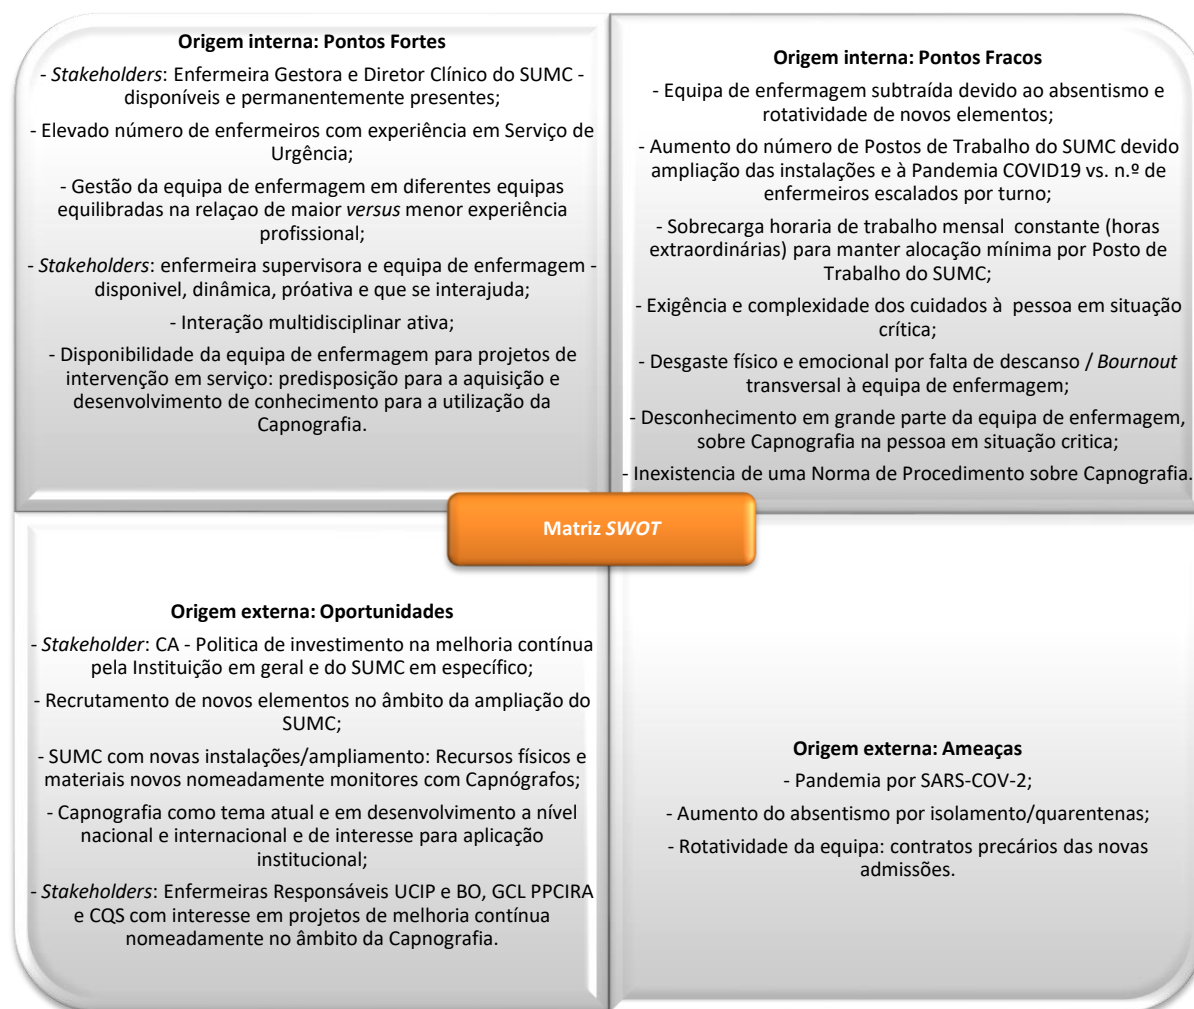 Origem interna: Pontos Fortes
- Stakeholders: Enfermeira Gestora e Diretor Clínico do SUMC -
disponíveis e permanentemente presentes;
- Elevado número de enfermeiros com experiência em Serviço de
Urgência;
- Gestão da equipa de enfermagem em diferentes equipas
equilibradas na relaçao de maior versus menor experiência
profissional;
- Stakeholders: enfermeira supervisora e equipa de enfermagem -
disponivel, dinâmica, próativa e que se interajuda;
- Interação multidisciplinar ativa;
- Disponibilidade da equipa de enfermagem para projetos de
intervenção em serviço: predisposição para a aquisição e
desenvolvimento de conhecimento para a utilização da
Capnografia.
Origem interna: Pontos Fracos
- Equipa de enfermagem subtraída devido ao absentismo e
rotatividade de novos elementos;
- Aumento do número de Postos de Trabalho do SUMC devido
ampliação das instalações e à Pandemia COVID19 vs. n.º de
enfermeiros escalados por turno;
- Sobrecarga horaria de trabalho mensal constante (horas
extraordinárias) para manter alocação mínima por Posto de
Trabalho do SUMC;
- Exigência e complexidade dos cuidados à pessoa em situação
crítica;
- Desgaste físico e emocional por falta de descanso / Bournout
transversal à equipa de enfermagem;
- Desconhecimento em grande parte da equipa de enfermagem,
sobre Capnografia na pessoa em situação critica;
- Inexistencia de uma Norma de Procedimento sobre Capnografia.
Matriz SWOT
Origem externa: Oportunidades
- Stakeholder: CA - Politica de investimento na melhoria contínua
pela Instituição em geral e do SUMC em específico;
- Recrutamento de novos elementos no âmbito da ampliação do
SUMC;
- SUMC com novas instalações/ampliamento: Recursos físicos e
materiais novos nomeadamente monitores com Capnógrafos;
- Capnografia como tema atual e em desenvolvimento a nível
nacional e internacional e de interesse para aplicação
institucional;
- Stakeholders: Enfermeiras Responsáveis UCIP e BO, GCL PPCIRA
e CQS com interesse em projetos de melhoria contínua
nomeadamente no âmbito da Capnografia.
Origem externa: Ameaças
- Pandemia por SARS-COV-2;
- Aumento do absentismo por isolamento/quarentenas;
- Rotatividade da equipa: contratos precários das novas
admissões.